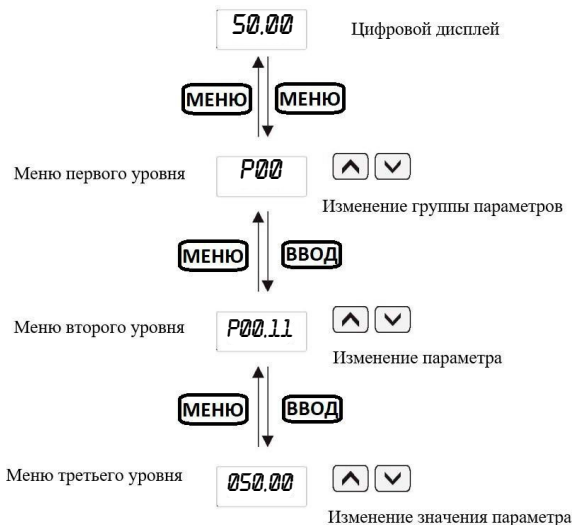 50.00
Цифровой дисплей
МЕНЮ МЕНЮ
Меню первого уровня
P00
Изменение группы параметров
МЕНЮ ВВОД
Меню второго уровня
P00.11
Изменение параметра
МЕНЮ ВВОД
Меню третьего уровня
050.00
Изменение значения параметра